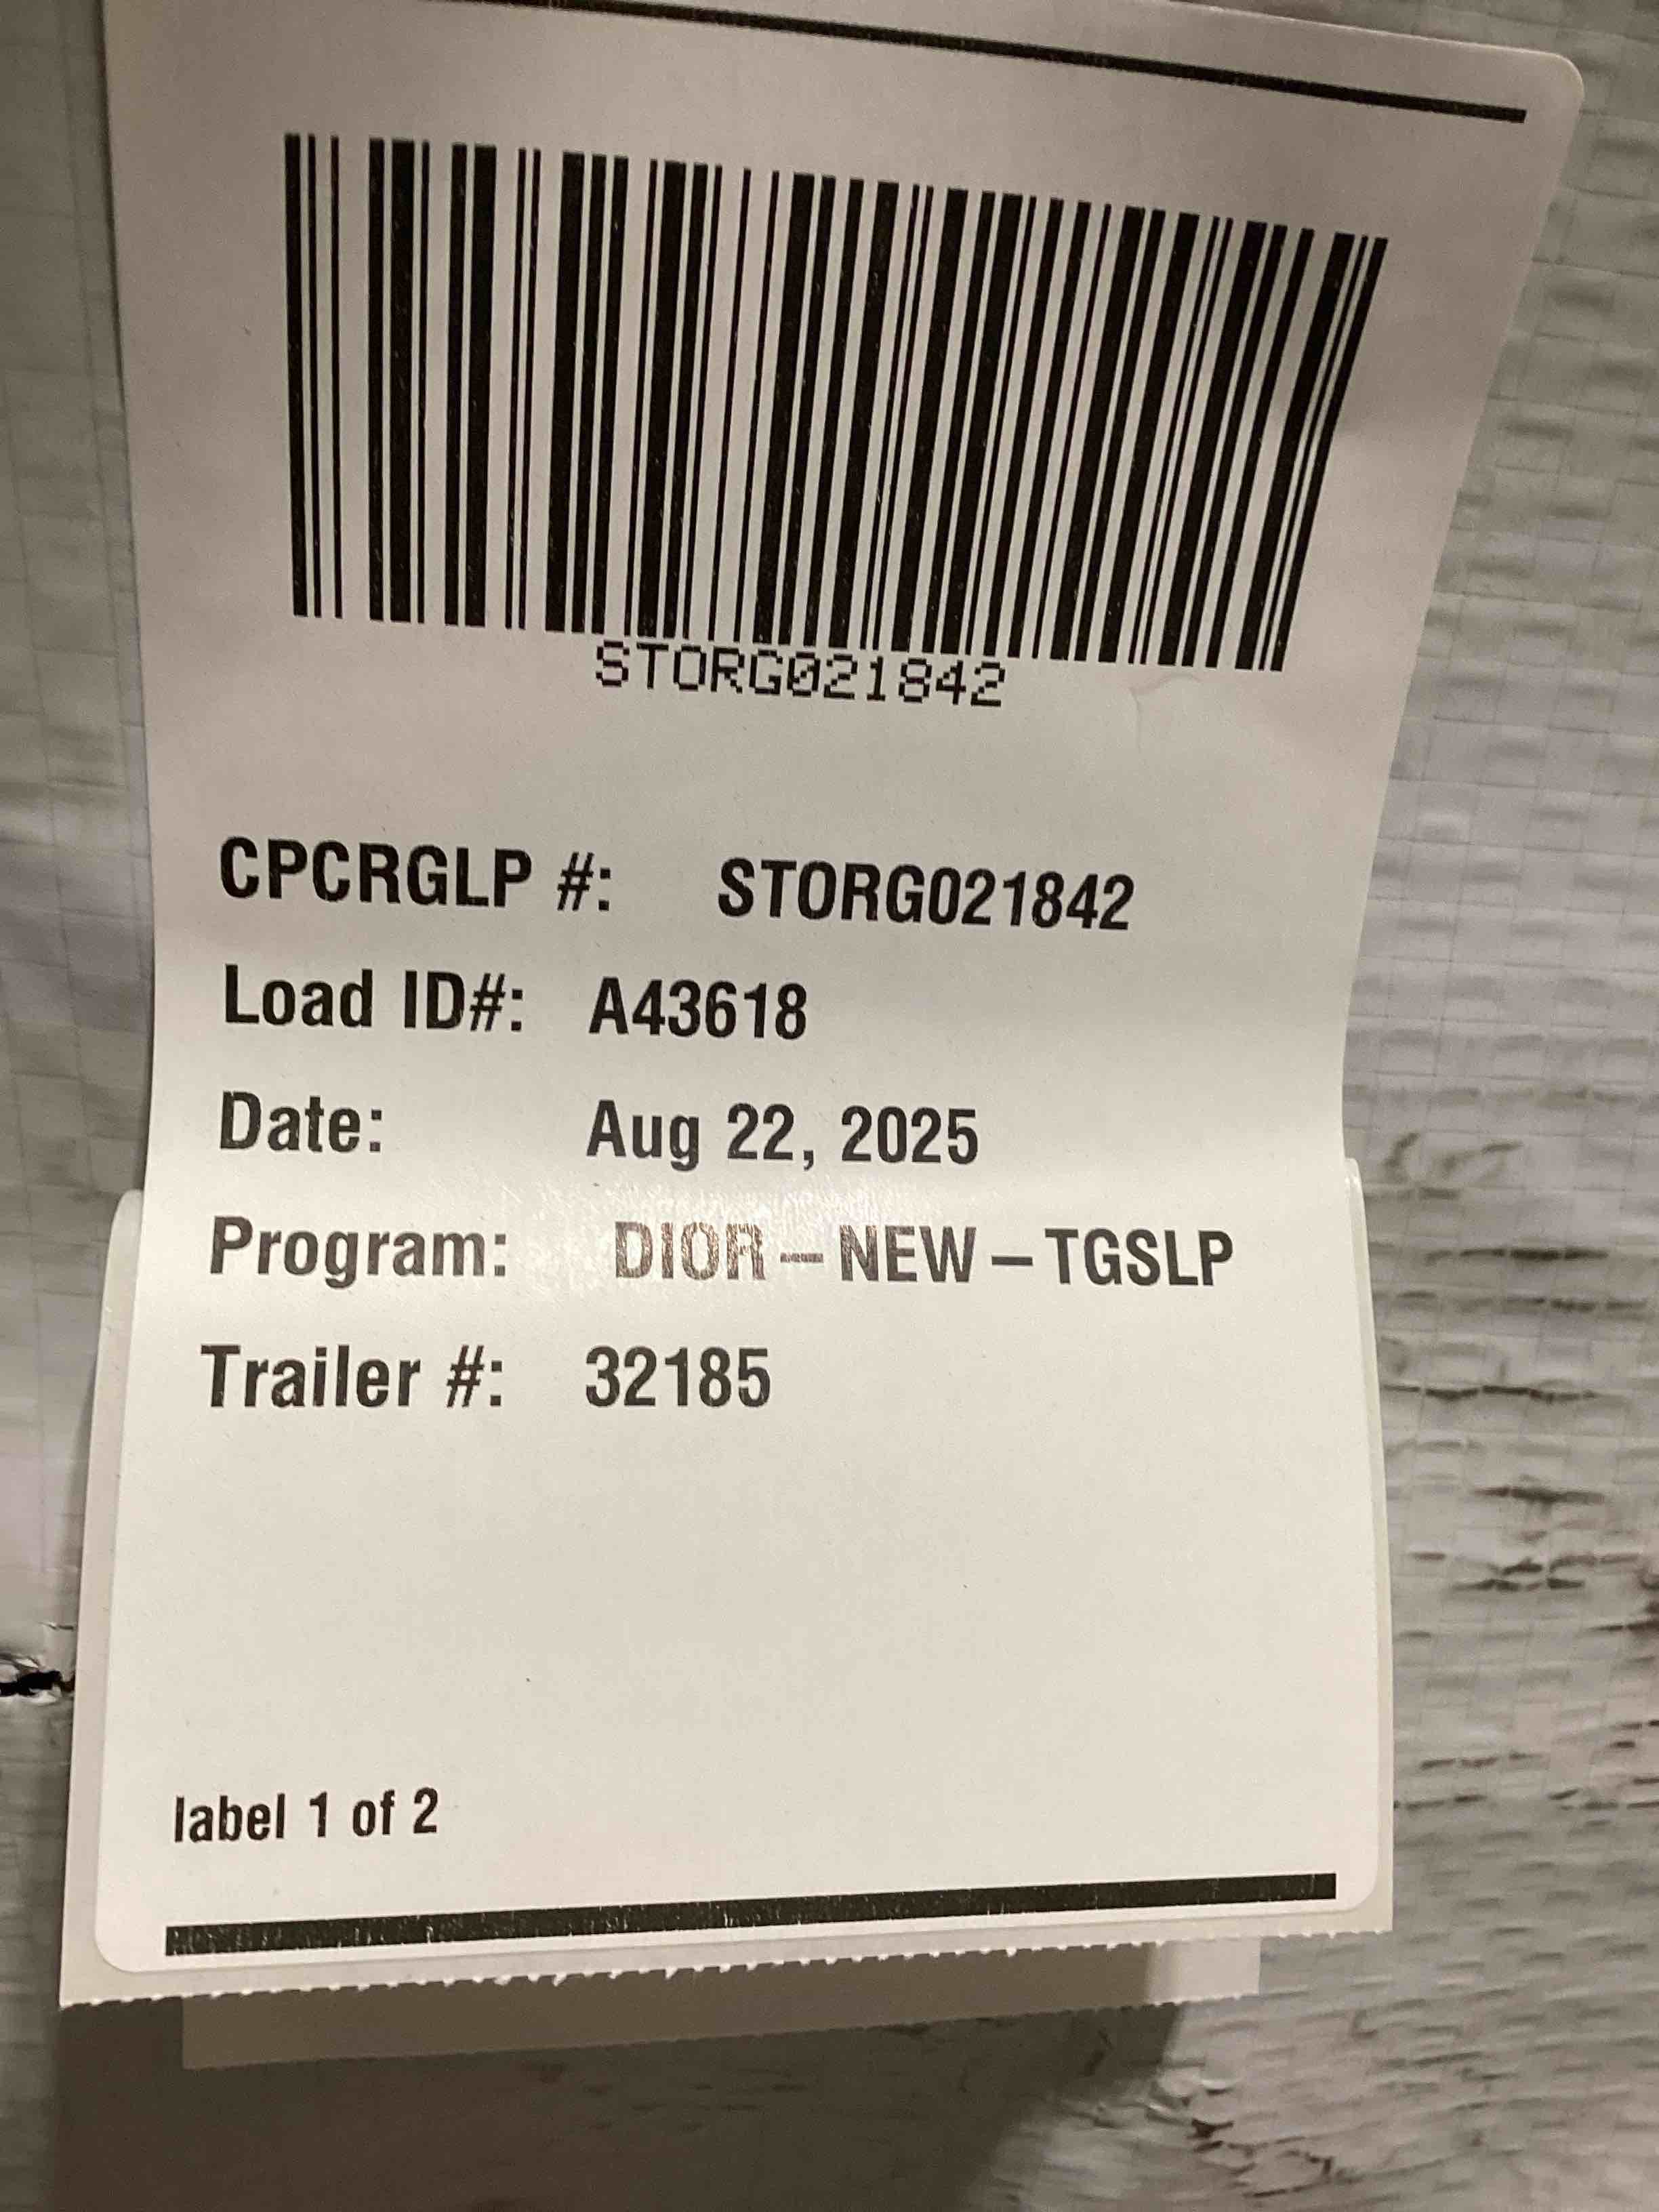 STORG021842
CPCRGLP #: STORG021842
Load ID#: A43618
Date: Aug 22, 2025
Program: DIOR-NEW-TGSLP
Trailer #: 32185
label 1 of 2